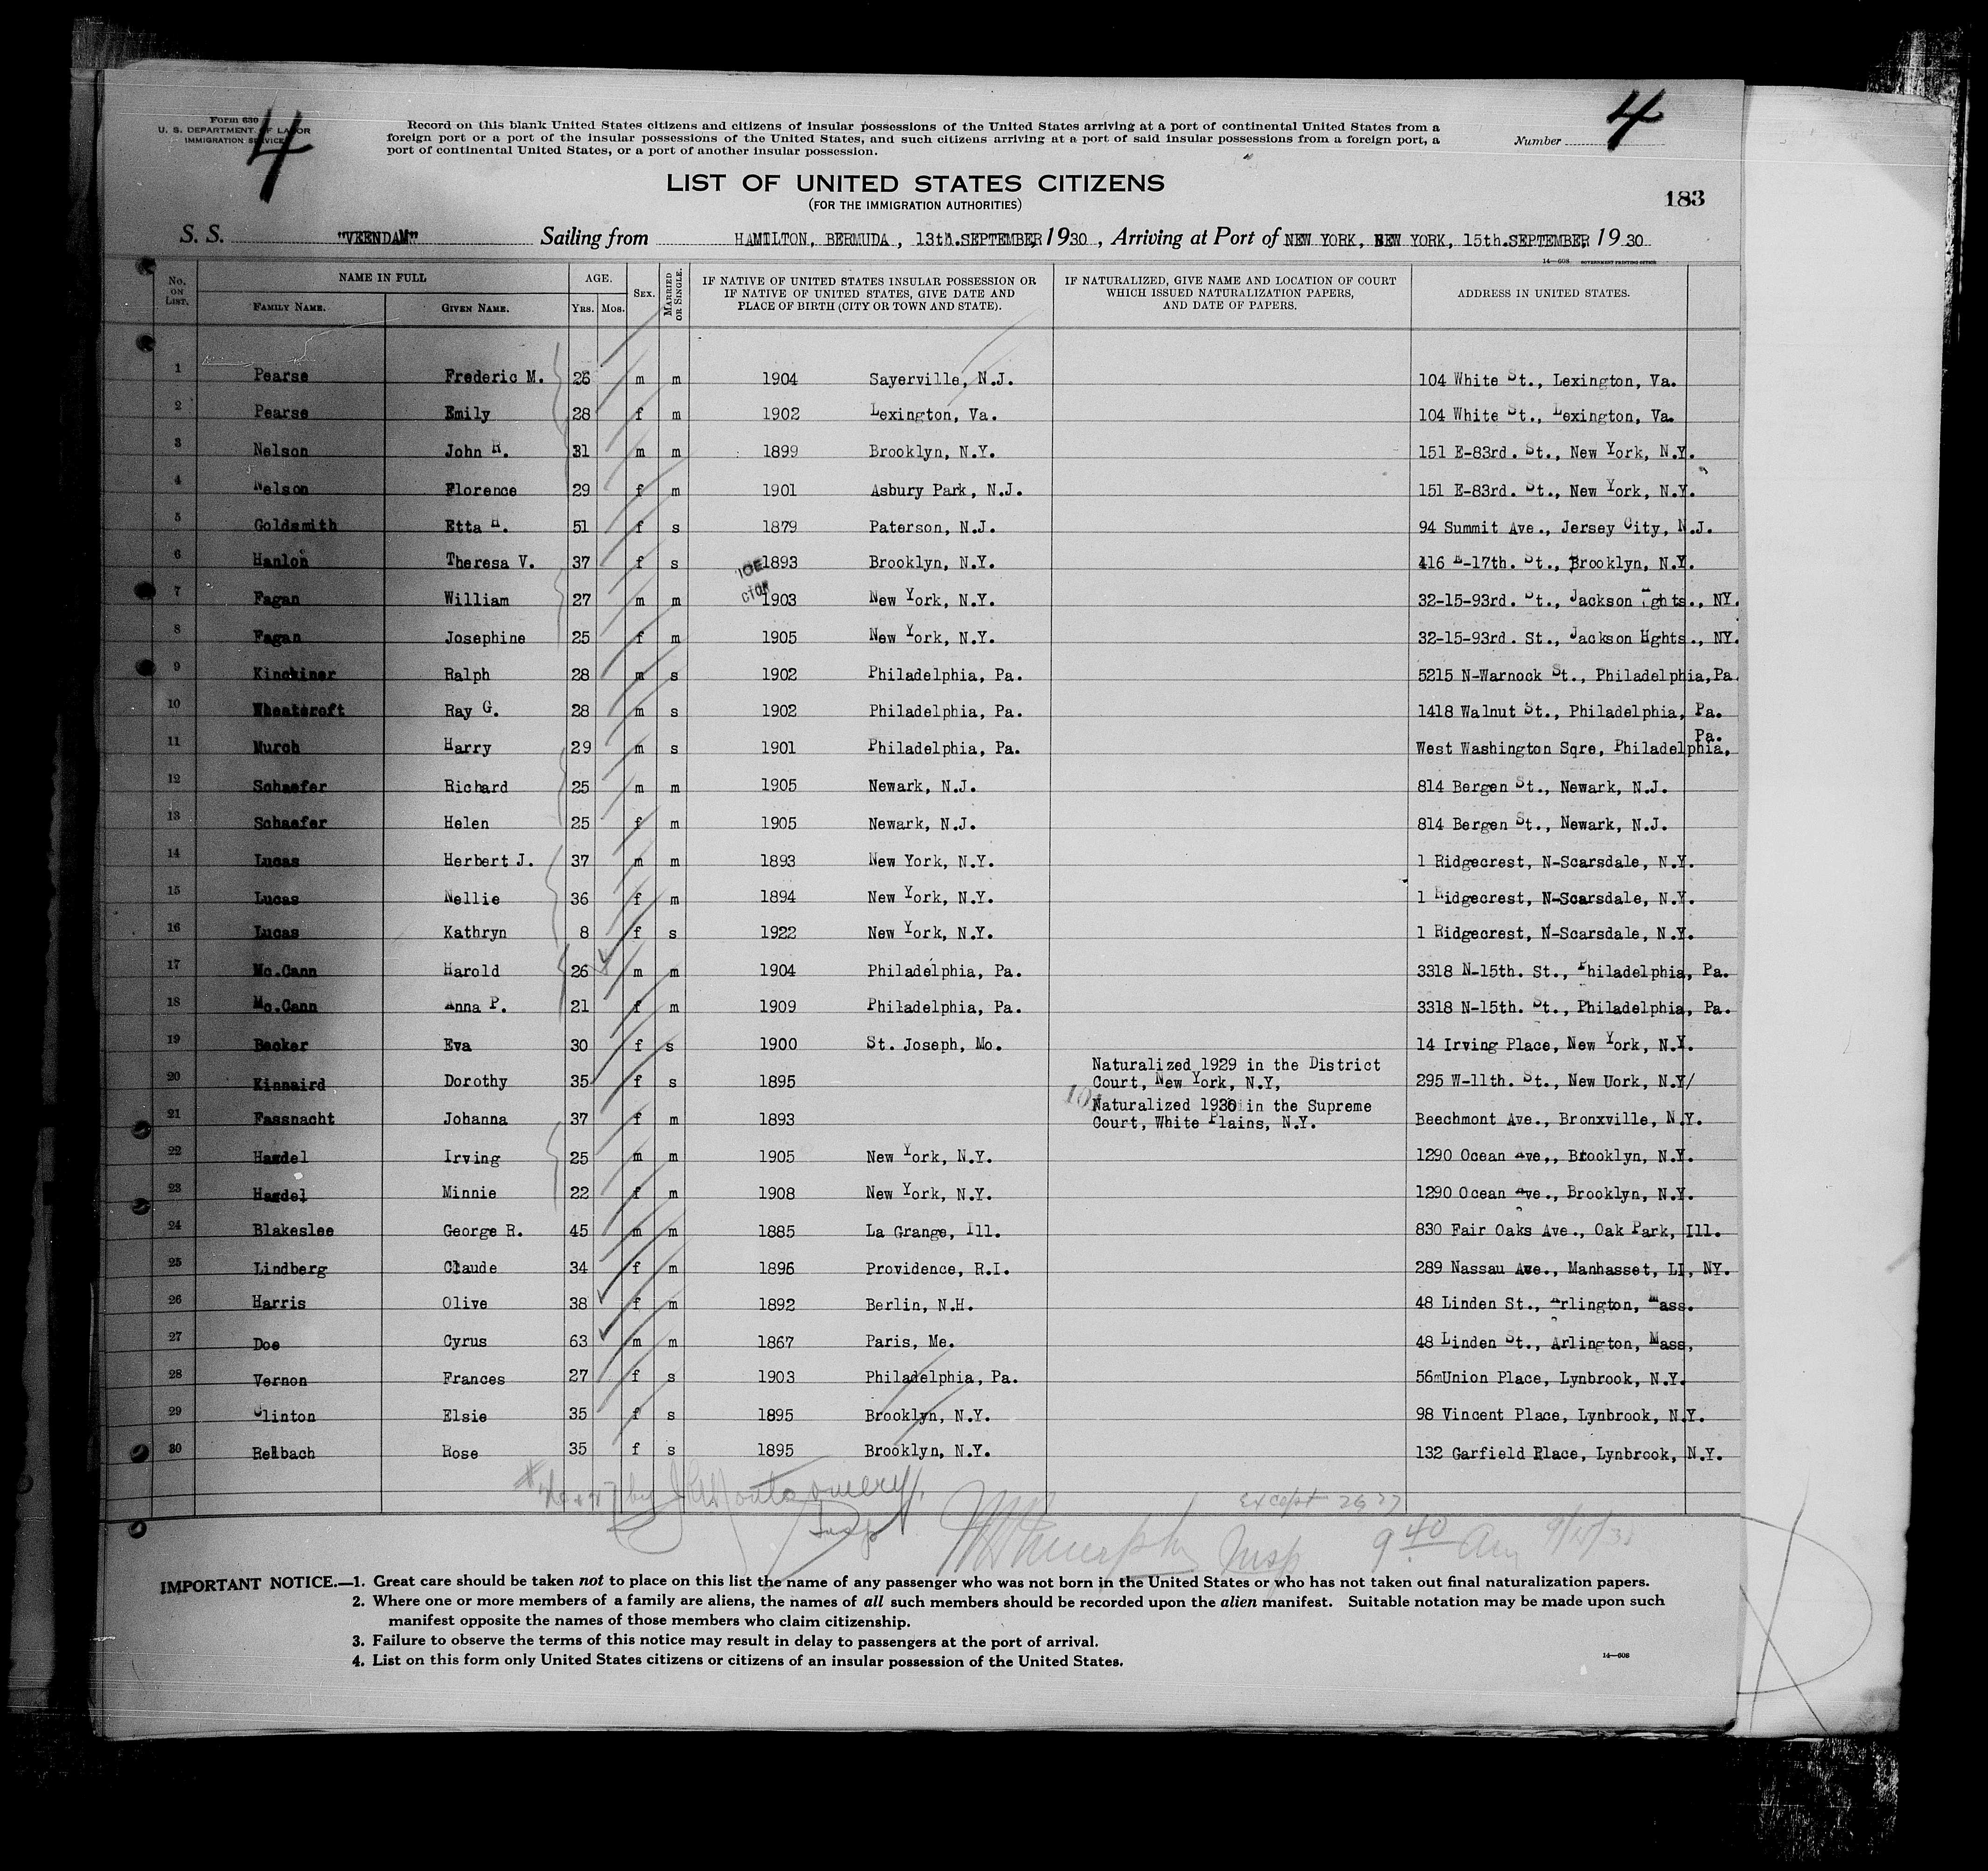 Form 630
U. S. DEPARTMENT OF LABOR
IMMIGRATION SERVICE
4
Record on this blank United States citizens and citizens of insular possessions of the United States arriving at a port of continental United States from a
foreign port or a port of the insular possessions of the United States, and such citizens arriving at a port of said insular possessions from a foreign port, a
port of continental United States, or a port of another insular possession.
Number 4
LIST OF UNITED STATES CITIZENS
(FOR THE IMMIGRATION AUTHORITIES)
183
S. S. "VEENDAM" Sailing from HAMILTON, BERMUDA, 13th.SEPTEMBER, 1930, Arriving at Port of NEW YORK, NEW YORK, 15th.SEPTEMBER, 1930
14—608 GOVERNMENT PRINTING OFFICE
No. ON LIST. NAME IN FULL FAMILY NAME. GIVEN NAME. AGE. YRS. MOS. SEX. MARRIED OR SINGLE. IF NATIVE OF UNITED STATES INSULAR POSSESSION OR IF NATIVE OF UNITED STATES, GIVE DATE AND PLACE OF BIRTH (CITY OR TOWN AND STATE). IF NATURALIZED, GIVE NAME AND LOCATION OF COURT WHICH ISSUED NATURALIZATION PAPERS, AND DATE OF PAPERS. ADDRESS IN UNITED STATES.
1 Pearse Frederic M. 26 m m 1904 Sayerville, N.J. 104 White St., Lexington, Va.
2 Pearse Emily 28 f m 1902 Lexington, Va. 104 White St., Lexington, Va.
3 Nelson John R. 31 m m 1899 Brooklyn, N.Y. 151 E-83rd. St., New York, N.Y.
4 Nelson Florence 29 f m 1901 Asbury Park, N.J. 151 E-83rd. St., New York, N.Y.
5 Goldsmith Etta H. 51 f s 1879 Paterson, N.J. 94 Summit Ave., Jersey City, N.J.
6 Hanlon Theresa V. 37 f s 1893 Brooklyn, N.Y. 416 E-17th. St., Brooklyn, N.Y.
7 Fagan William 27 m m 1903 New York, N.Y. 32-15-93rd. St., Jackson Hghts., NY.
8 Fagan Josephine 25 f m 1905 New York, N.Y. 32-15-93rd. St., Jackson Hghts., NY.
9 Kinchiner Ralph 28 m s 1902 Philadelphia, Pa. 5215 N-Warnock St., Philadelphia,Pa.
10 Wheatcroft Ray G. 28 m s 1902 Philadelphia, Pa. 1418 Walnut St., Philadelphia, Pa.
11 Murch Harry 29 m s 1901 Philadelphia, Pa. West Washington Sqre, Philadelphia, Pa.
12 Schaefer Richard 25 m m 1905 Newark, N.J. 814 Bergen St., Newark, N.J.
13 Schaefer Helen 25 f m 1905 Newark, N.J. 814 Bergen St., Newark, N.J.
14 Lucas Herbert J. 37 m m 1893 New York, N.Y. 1 Ridgecrest, N-Scarsdale, N.Y.
15 Lucas Nellie 36 f m 1894 New York, N.Y. 1 Ridgecrest, N-Scarsdale, N.Y.
16 Lucas Kathryn 8 f s 1922 New York, N.Y. 1 Ridgecrest, N-Scarsdale, N.Y.
17 Mc.Cann Harold 26 m m 1904 Philadelphia, Pa. 3318 N-15th. St., Philadelphia, Pa.
18 Mc.Cann Anna P. 21 f m 1909 Philadelphia, Pa. 3318 N-15th. St., Philadelphia, Pa.
19 Becker Eva 30 f s 1900 St. Joseph, Mo. 14 Irving Place, New York, N.Y.
20 Kinnaird Dorothy 35 f s 1895 Naturalized 1929 in the District Court, New York, N.Y, 295 W-11th. St., New Uork, N.Y/
21 Fassnacht Johanna 37 f m 1893 Naturalized 1930 in the Supreme Court, White Plains, N.Y. Beechmont Ave., Bronxville, N.Y.
22 Handel Irving 25 m m 1905 New York, N.Y. 1290 Ocean Ave,, Brooklyn, N.Y.
23 Handel Minnie 22 f m 1908 New York, N.Y. 1290 Ocean Ave., Brooklyn, N.Y.
24 Blakeslee George R. 45 m m 1885 La Grange, Ill. 830 Fair Oaks Ave., Oak Park, Ill.
25 Lindberg Claude 34 f m 1896 Providence, R.I. 289 Nassau Ave., Manhasset, LI, NY.
26 Harris Olive 38 f m 1892 Berlin, N.H. 48 Linden St., Arlington, Mass.
27 Doe Cyrus 63 m m 1867 Paris, Me. 48 Linden St., Arlington, Mass,
28 Vernon Frances 27 f s 1903 Philadelphia, Pa. 56mUnion Place, Lynbrook, N.Y.
29 Clinton Elsie 35 f s 1895 Brooklyn, N.Y. 98 Vincent Place, Lynbrook, N.Y.
30 Relbach Rose 35 f s 1895 Brooklyn, N.Y. 132 Garfield Place, Lynbrook, N.Y.
by Montgomery, Insp
Except 26 27
Murphy Insp. 9 40 Am 9/15/30
IMPORTANT NOTICE.—1. Great care should be taken not to place on this list the name of any passenger who was not born in the United States or who has not taken out final naturalization papers.
2. Where one or more members of a family are aliens, the names of all such members should be recorded upon the alien manifest. Suitable notation may be made upon such
manifest opposite the names of those members who claim citizenship.
3. Failure to observe the terms of this notice may result in delay to passengers at the port of arrival.
4. List on this form only United States citizens or citizens of an insular possession of the United States.
14—608